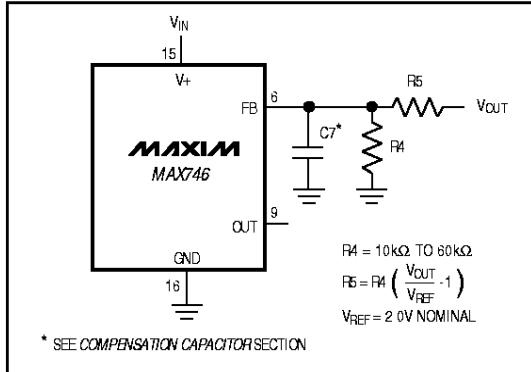 VIN
15
V+
R5
6
FB
VOUT
C7*
R4
MAXIM
MAX746
9
OUT
GND
R4 = 10kΩ TO 60kΩ
R5 = R4 ( VOUT / VREF -1 )
16
VREF = 2 0V NOMINAL
* SEE COMPENSATION CAPACITOR SECTION